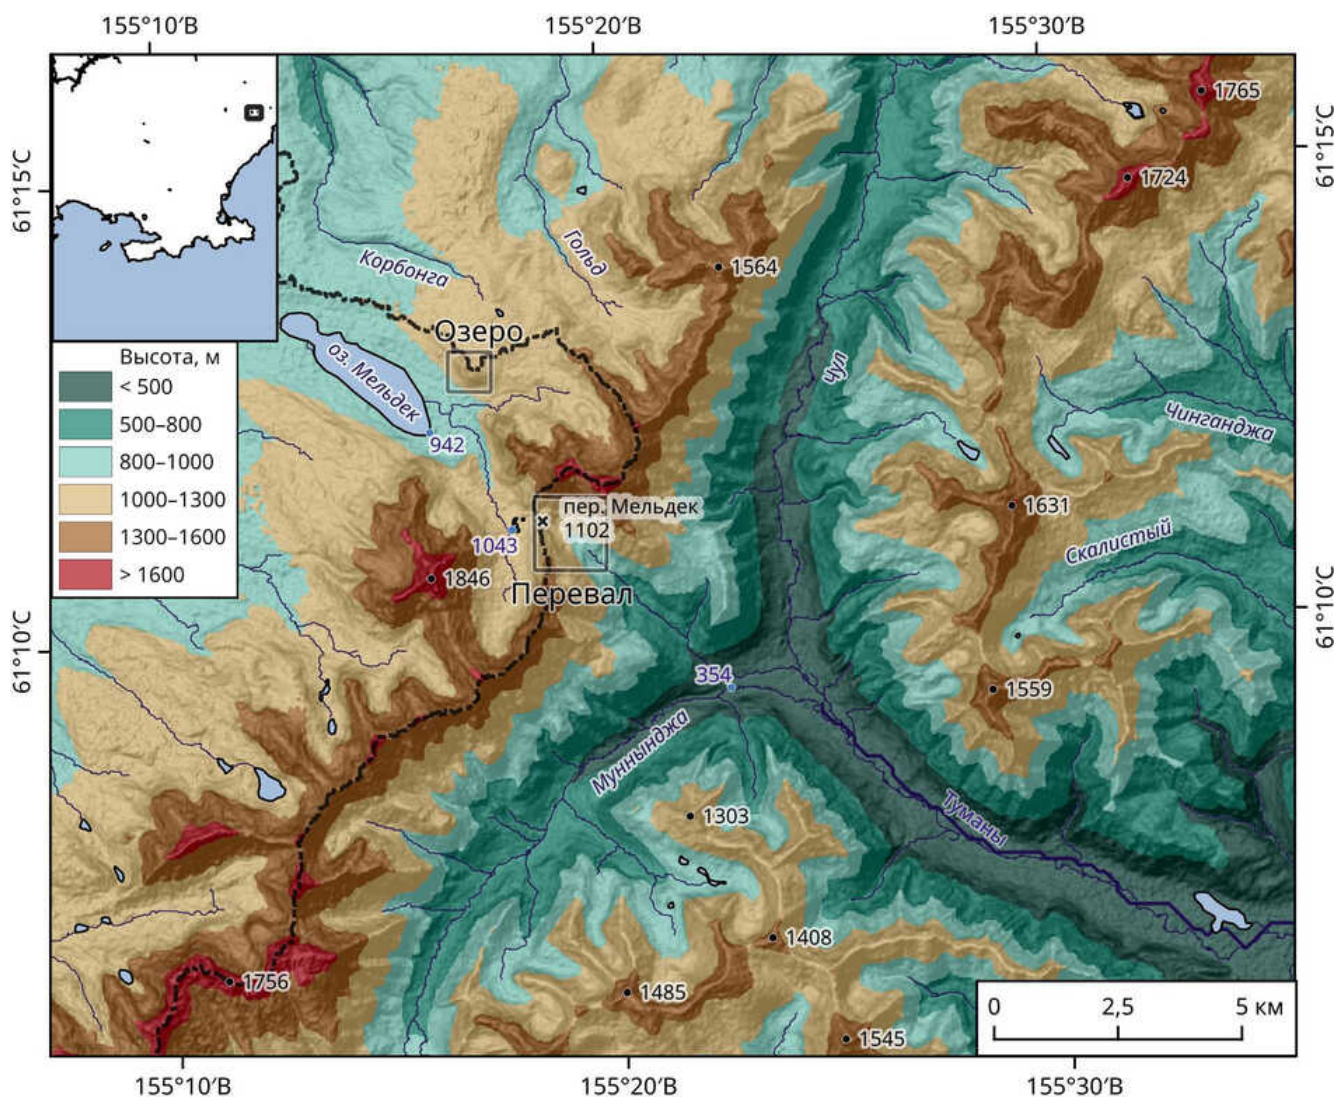 155°10′В
155°20′В
155°30′В
61°15′С
61°15′С
1765
1724
Гольд
Корбонга
1564
Озеро
Высота, м
< 500
500–800
800–1000
1000–1300
1300–1600
> 1600
оз. Мельдек
942
чул
Чинганджа
пер. Мельдек
1102
1043
1631
Скалистый
1846
Перевал
61°10′С
61°10′С
354
1559
Муннынджа
1303
Туманы
1408
1756
1485
1545
0
2,5
5 км
155°10′В
155°20′В
155°30′В